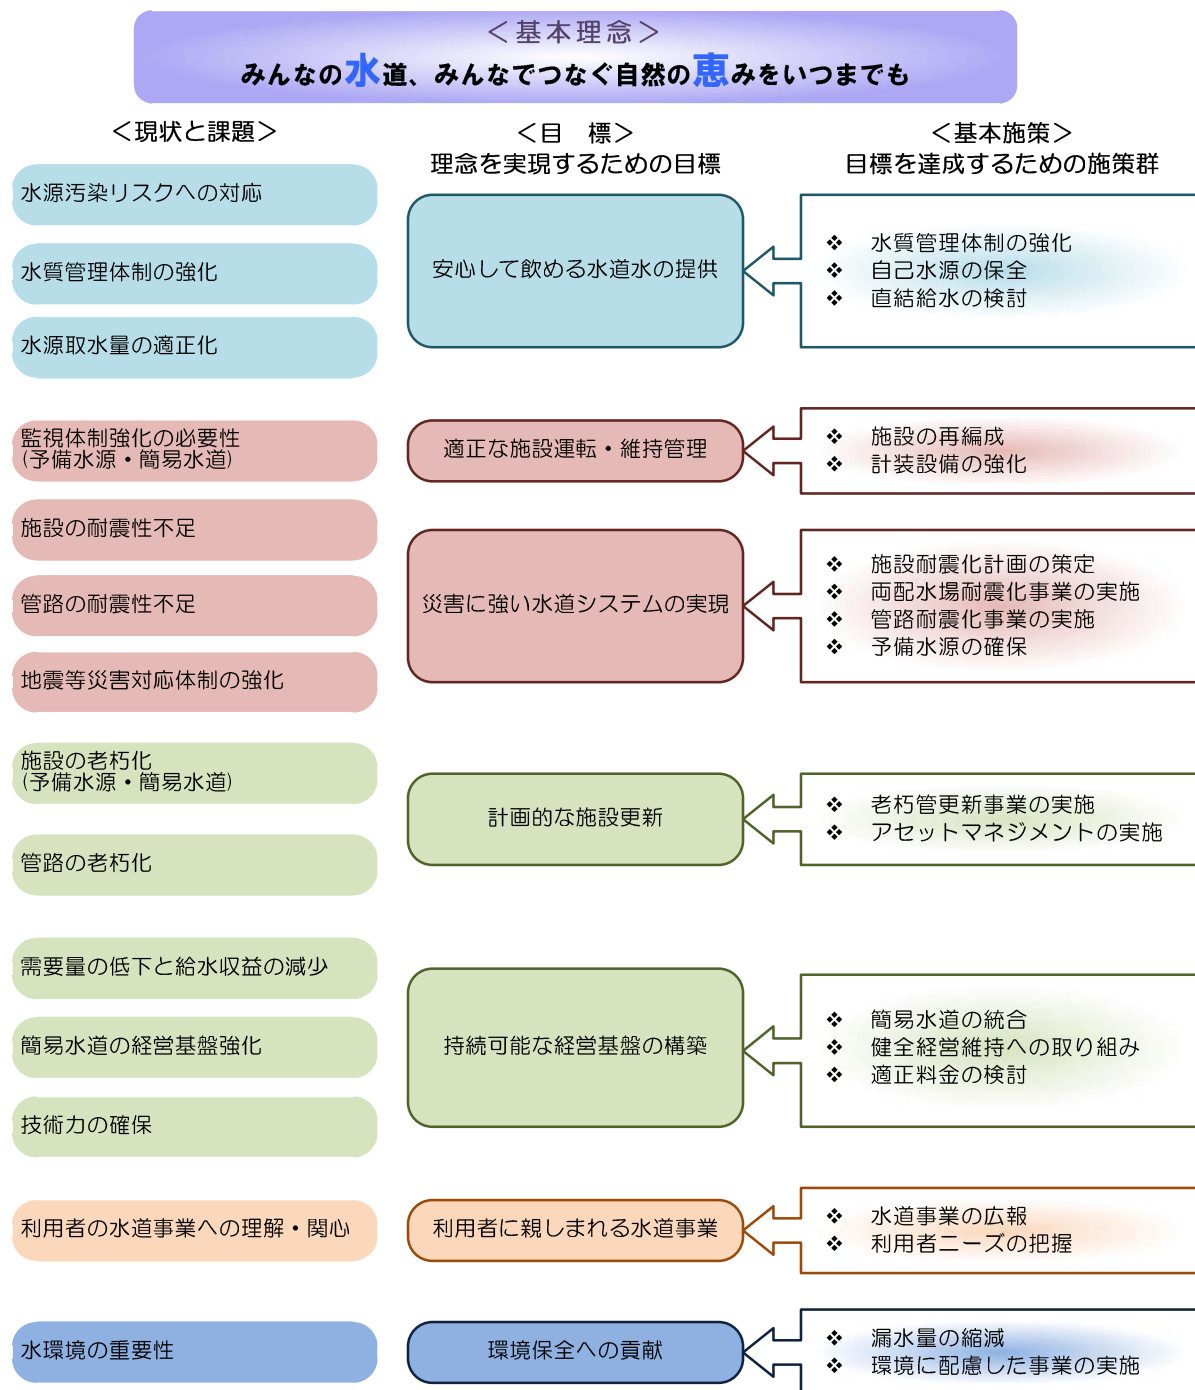 ＜基本理念＞
みんなの水道、みんなでつなぐ自然の恵みをいつまでも
＜現状と課題＞
水源汚染リスクへの対応
水質管理体制の強化
水源取水量の適正化
監視体制強化の必要性
(予備水源・簡易水道)
施設の耐震性不足
管路の耐震性不足
地震等災害対応体制の強化
施設の老朽化
(予備水源・簡易水道)
管路の老朽化
需要量の低下と給水収益の減少
簡易水道の経営基盤強化
技術力の確保
利用者の水道事業への理解・関心
水環境の重要性
＜目　標＞
理念を実現するための目標
安心して飲める水道水の提供
適正な施設運転・維持管理
災害に強い水道システムの実現
計画的な施設更新
持続可能な経営基盤の構築
利用者に親しまれる水道事業
環境保全への貢献
＜基本施策＞
目標を達成するための施策群
❖ 水質管理体制の強化
❖ 自己水源の保全
❖ 直結給水の検討
❖ 施設の再編成
❖ 計装設備の強化
❖ 施設耐震化計画の策定
❖ 両配水場耐震化事業の実施
❖ 管路耐震化事業の実施
❖ 予備水源の確保
❖ 老朽管更新事業の実施
❖ アセットマネジメントの実施
❖ 簡易水道の統合
❖ 健全経営維持への取り組み
❖ 適正料金の検討
❖ 水道事業の広報
❖ 利用者ニーズの把握
❖ 漏水量の縮減
❖ 環境に配慮した事業の実施